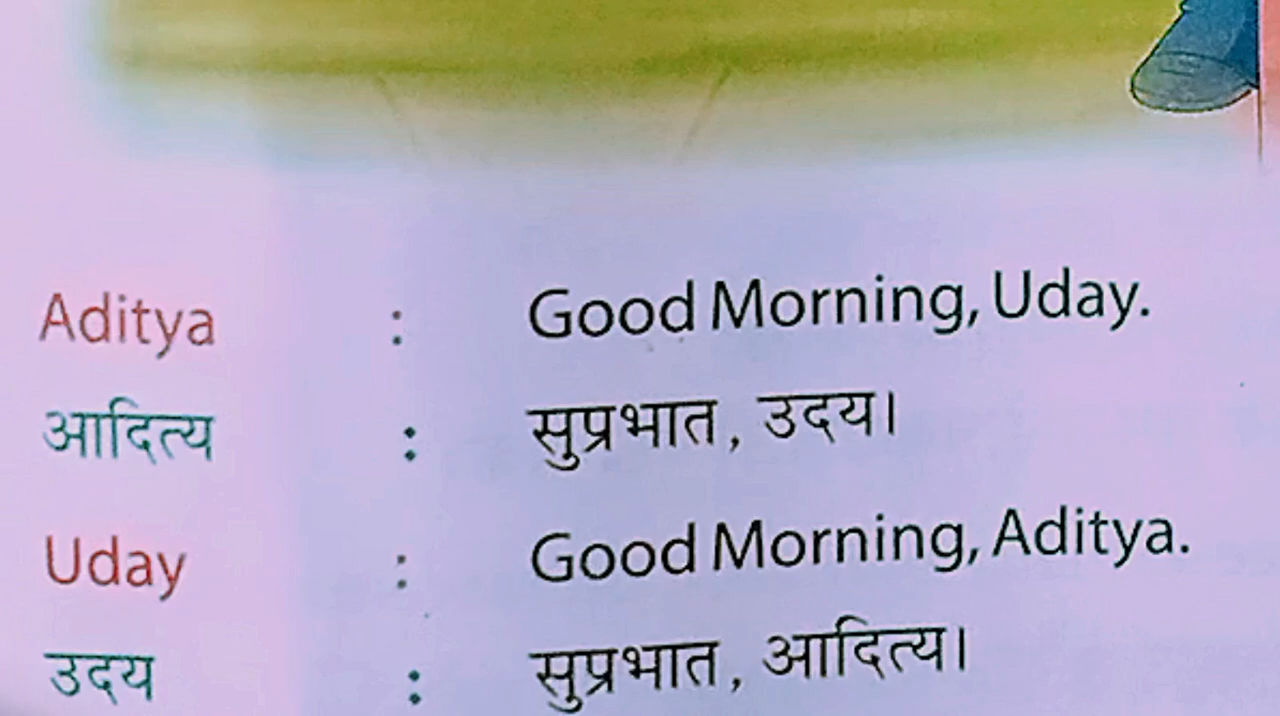 Aditya : Good Morning, Uday.
आदित्य : सुप्रभात, उदय।
Uday : Good Morning, Aditya.
उदय : सुप्रभात, आदित्य।